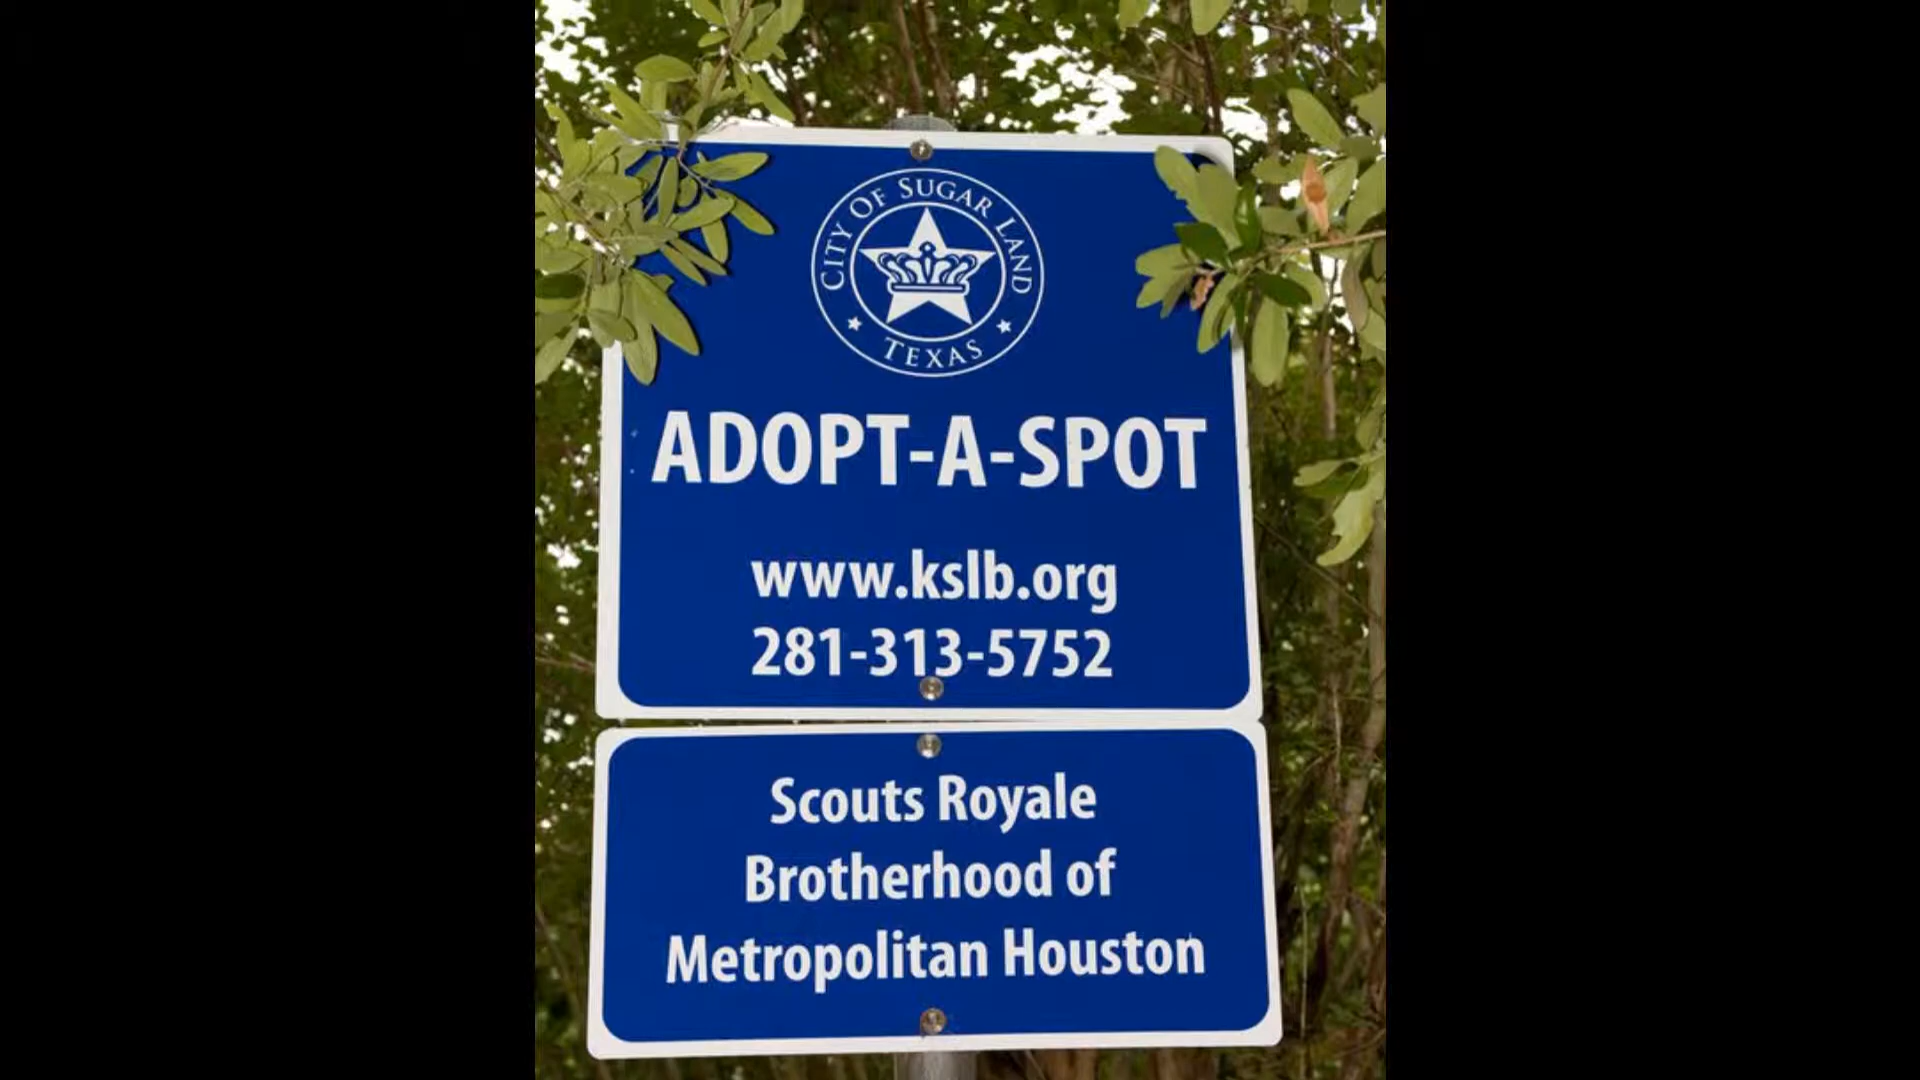 CITY OF SUGAR LAND
TEXAS
ADOPT-A-SPOT
www.kslb.org
281-313-5752
Scouts Royale
Brotherhood of
Metropolitan Houston